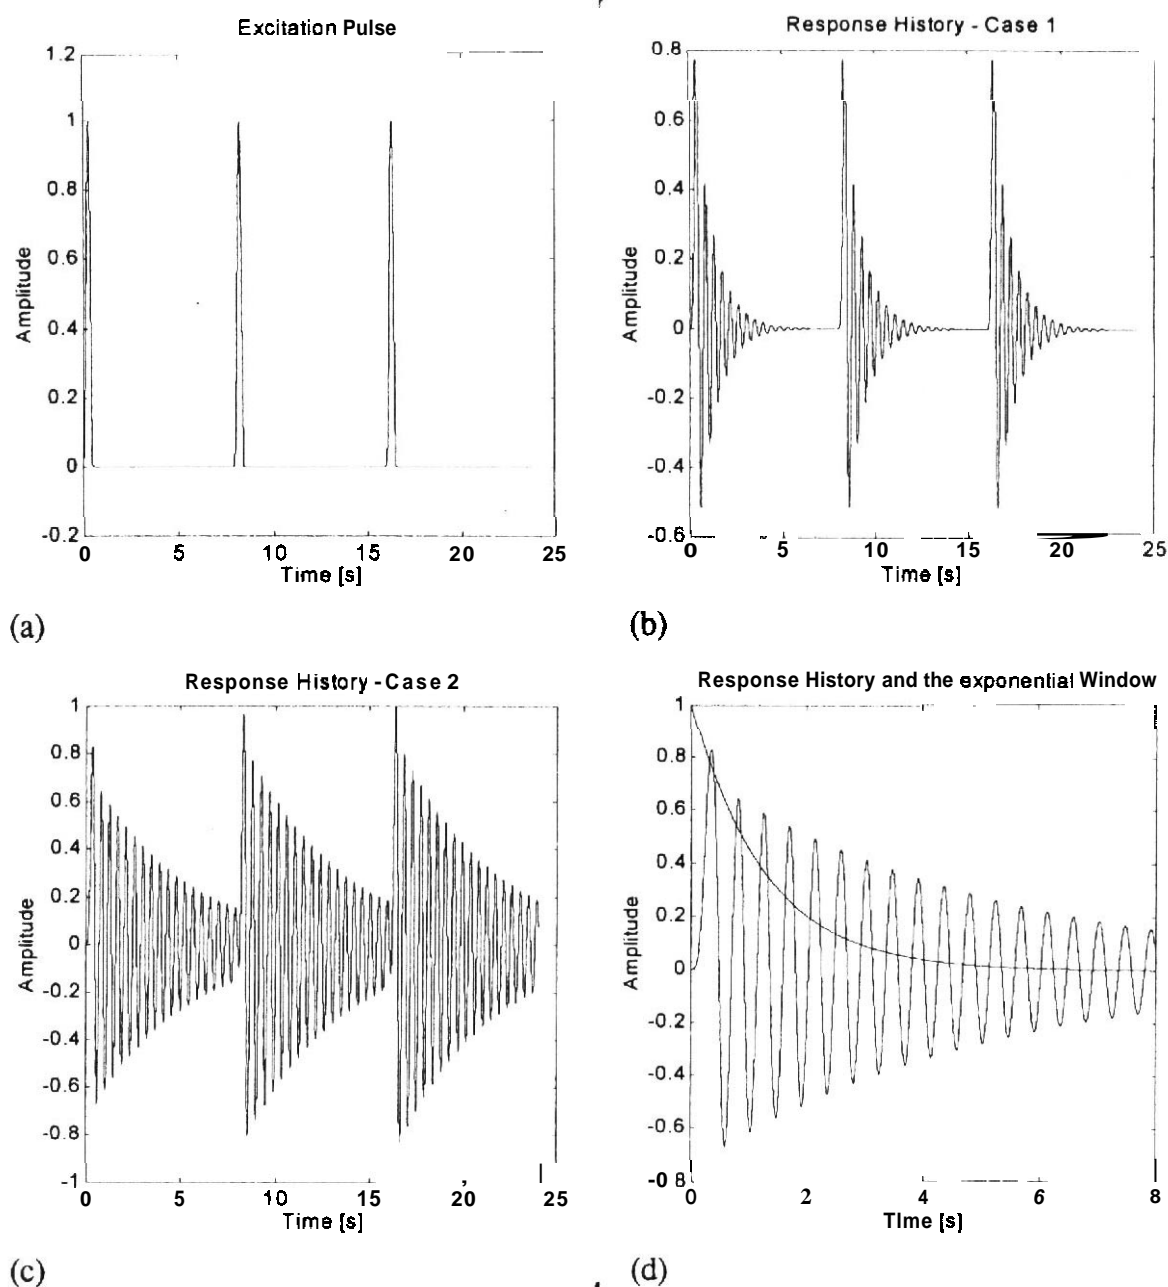 Excitation Pulse
1.2
1
0.8
0.6
0.4
0.2
0
-0.2
Amplitude
0 5 10 15 20 25
Time [s]
(a)
Response History - Case 1
0.8
0.6
0.4
0.2
0
-0.2
-0.4
-0.6
Amplitude
0 5 10 15 20 25
Time [s]
(b)
Response History - Case 2
1
0.8
0.6
0.4
0.2
0
-0.2
-0.4
-0.6
-0.8
-1
Amplitude
0 5 10 15 20 25
Time [s]
(c)
Response History and the exponential Window
1
0.8
0.6
0.4
0.2
0
-0.2
-0.4
-0.6
-0 8
Amplitude
0 2 4 6 8
TIme [s]
(d)